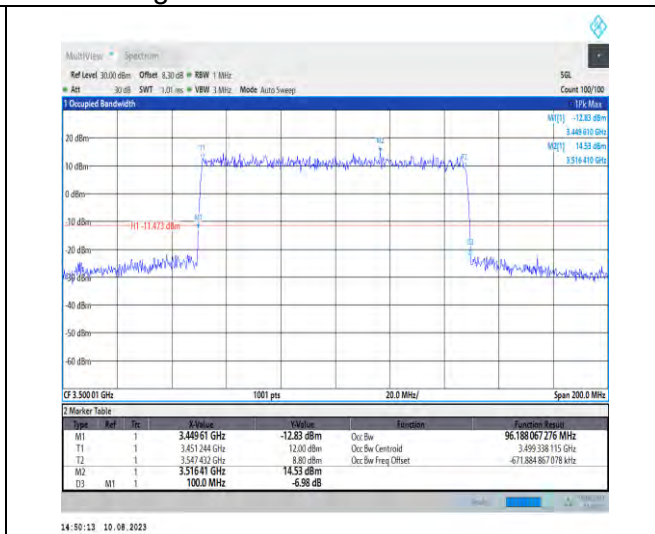 MultiView Spectrum
Ref Level 30.00 dBm Offset 8.30 dB RBW 1 MHz SGL
Att 30 dB SWT 1.01 ms VBW 3 MHz Mode Auto Sweep Count 100/100
1 Occupied Bandwidth 1Pk Max
M1[1] -12.83 dBm
3.449 610 GHz
M2[1] 14.53 dBm
3.516 410 GHz
20 dBm
T1
M2
T2
10 dBm
0 dBm
-10 dBm
M1
H1 -11.473 dBm
-20 dBm
D3
-30 dBm
-40 dBm
-50 dBm
-60 dBm
CF 3.500 01 GHz 1001 pts 20.0 MHz/ Span 200.0 MHz
2 Marker Table
Type Ref Trc X-Value Y-Value Function Function Result
M1 1 3.449 61 GHz -12.83 dBm Occ Bw 96.188 067 276 MHz
T1 1 3.451 244 GHz 12.00 dBm Occ Bw Centroid 3.499 338 115 GHz
T2 1 3.547 432 GHz 8.80 dBm Occ Bw Freq Offset -671.884 867 078 kHz
M2 1 3.516 41 GHz 14.53 dBm
D3 M1 1 100.0 MHz -6.98 dB
14:50:13 10.08.2023